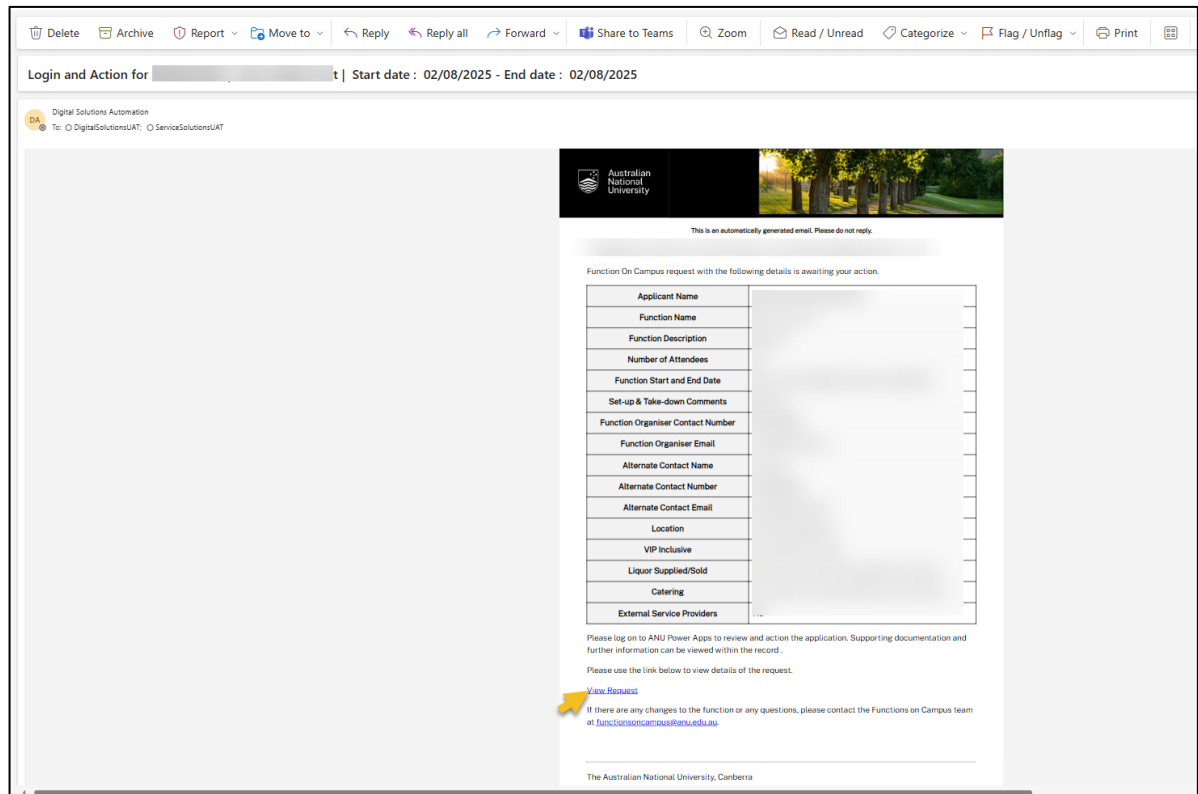 Delete Archive Report Move to Reply Reply all Forward Share to Teams Zoom Read / Unread Categorize Flag / Unflag Print
Login and Action for t | Start date : 02/08/2025 - End date : 02/08/2025
DA
Digital Solutions Automation
To: DigitalSolutionsUAT; ServiceSolutionsUAT
Australian
National
University
This is an automatically generated email. Please do not reply.
Function On Campus request with the following details is awaiting your action.
Applicant Name
Function Name
Function Description
Number of Attendees
Function Start and End Date
Set-up & Take-down Comments
Function Organiser Contact Number
Function Organiser Email
Alternate Contact Name
Alternate Contact Number
Alternate Contact Email
Location
VIP Inclusive
Liquor Supplied/Sold
Catering
External Service Providers
Please log on to ANU Power Apps to review and action the application. Supporting documentation and
further information can be viewed within the record .
Please use the link below to view details of the request.
View Request
If there are any changes to the function or any questions, please contact the Functions on Campus team
at functionsoncampus@anu.edu.au.
The Australian National University, Canberra